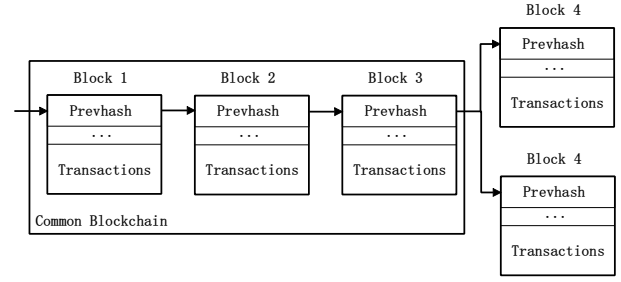 Block 4
Prevhash
...
Transactions
Block 1
Prevhash
...
Transactions
Block 2
Prevhash
...
Transactions
Block 3
Prevhash
...
Transactions
Common Blockchain
Block 4
Prevhash
...
Transactions